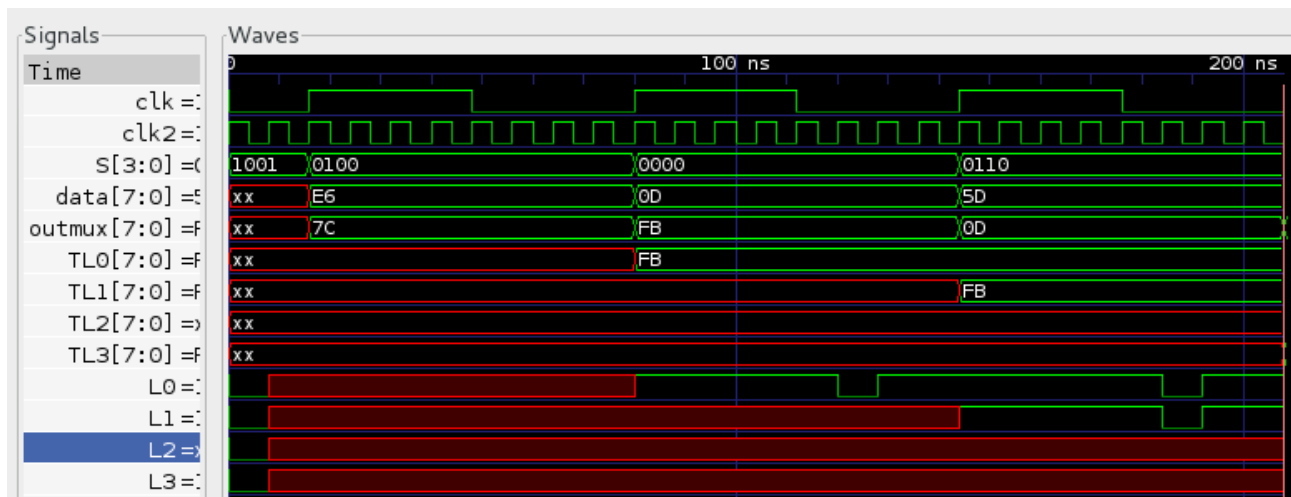 Signals Waves
Time 0 100 ns 200 ns
clk =
clk2=
S[3:0] = 1001 0100 0000 0110
data[7:0] =5 xx E6 0D 5D
outmux[7:0] =F xx 7C FB 0D
TL0[7:0] =F xx FB
TL1[7:0] =F xx FB
TL2[7:0] =x xx
TL3[7:0] =F xx
L0=
L1=
L2=x
L3=